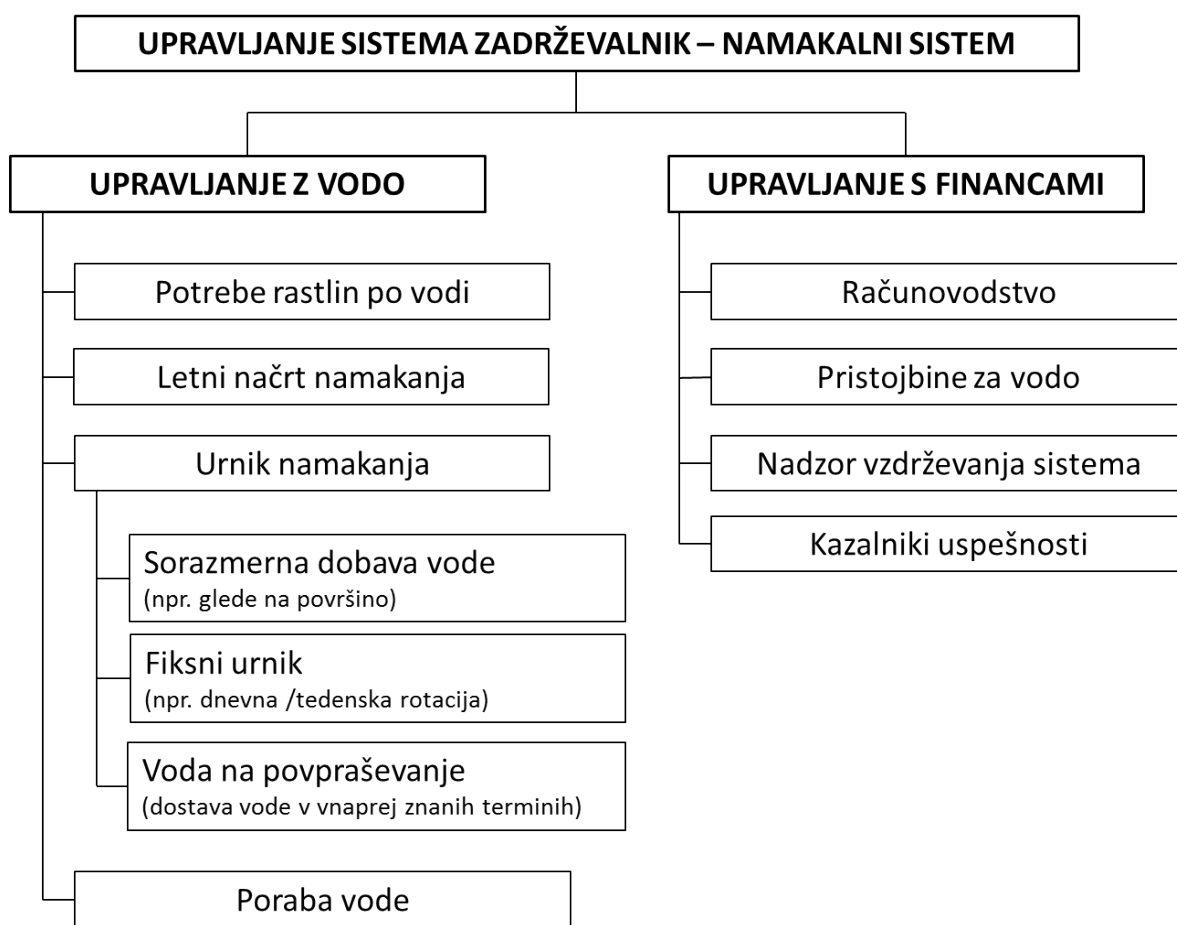 UPRAVLJANJE SISTEMA ZADRŽEVALNIK – NAMAKALNI SISTEM
UPRAVLJANJE Z VODO
Potrebe rastlin po vodi
Letni načrt namakanja
Urnik namakanja
Sorazmerna dobava vode
(npr. glede na površino)
Fiksni urnik
(npr. dnevna /tedenska rotacija)
Voda na povpraševanje
(dostava vode v vnaprej znanih terminih)
Poraba vode
UPRAVLJANJE S FINANCAMI
Računovodstvo
Pristojbine za vodo
Nadzor vzdrževanja sistema
Kazalniki uspešnosti